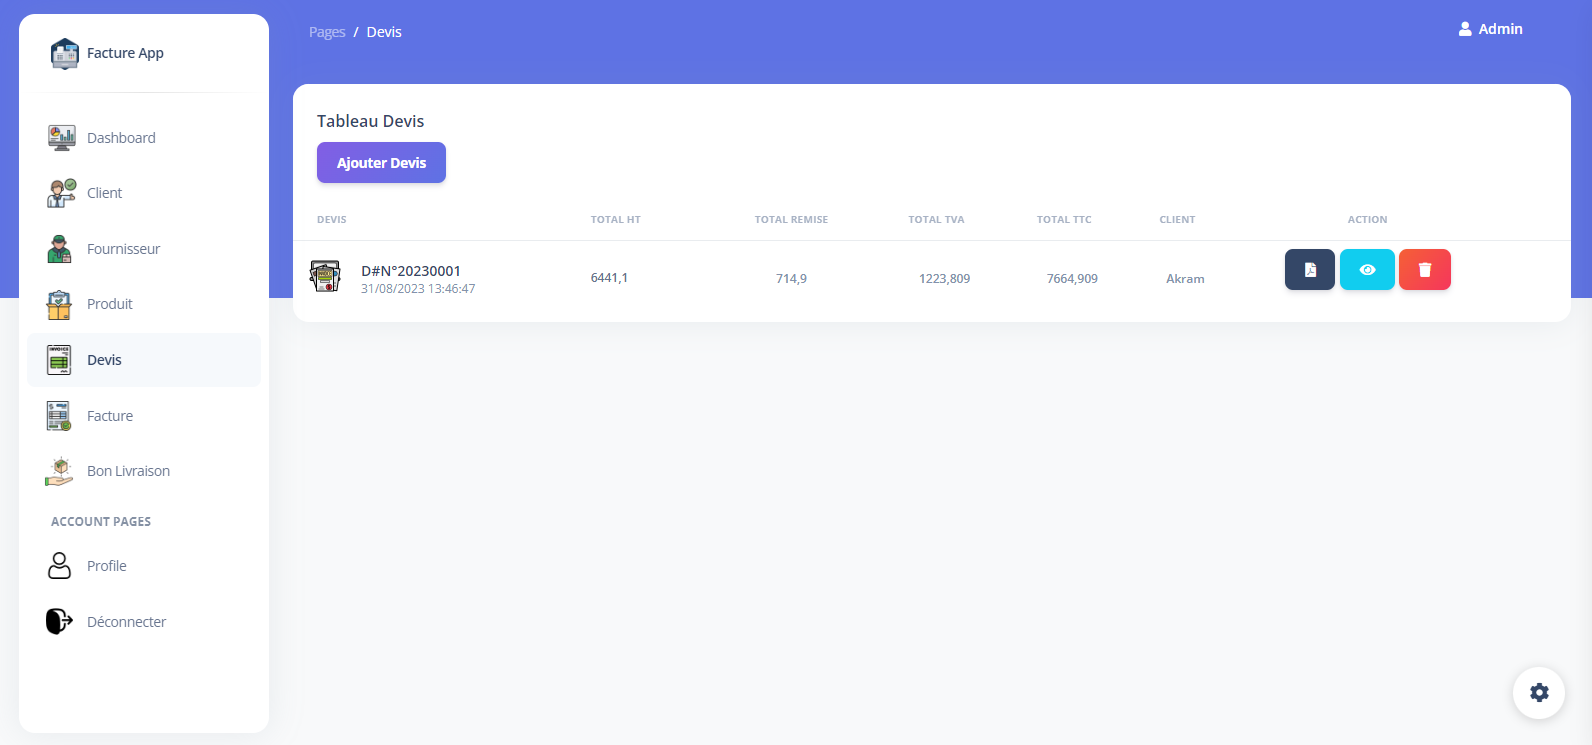 Facture App
Dashboard
Client
Fournisseur
Produit
Devis
Facture
Bon Livraison
ACCOUNT PAGES
Profile
Déconnecter
Pages / Devis
Admin
Tableau Devis
Ajouter Devis
DEVIS TOTAL HT TOTAL REMISE TOTAL TVA TOTAL TTC CLIENT ACTION
D#N°20230001 6441,1 714,9 1223,809 7664,909 Akram
31/08/2023 13:46:47